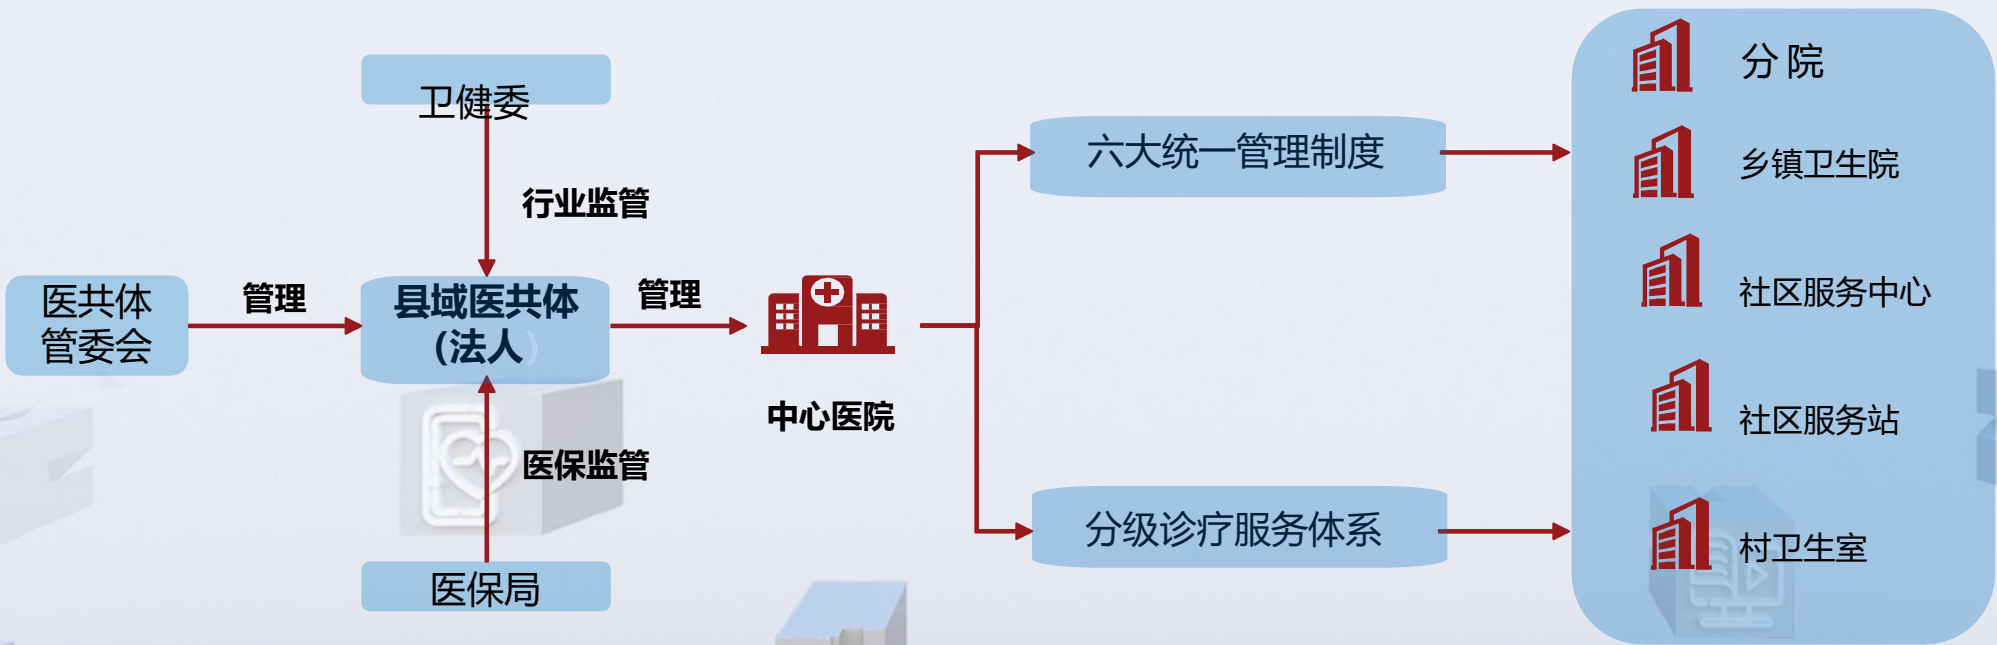 卫健委
行业监管
医共体
管委会
管理
县域医共体
(法人)
管理
中心医院
医保监管
医保局
六大统一管理制度
分级诊疗服务体系
分 院
乡镇卫生院
社区服务中心
社区服务站
村卫生室